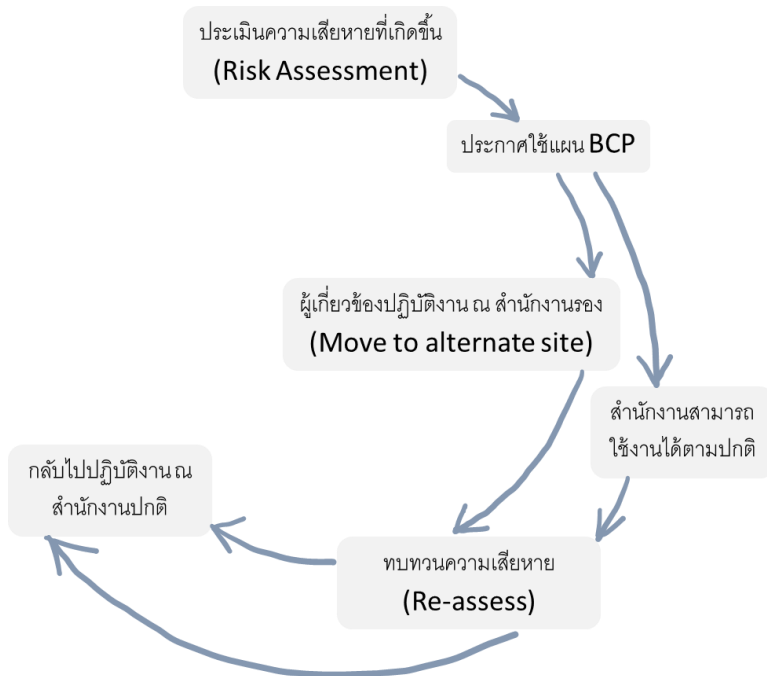 ประเมินความเสียหายที่เกิดขึ้น
(Risk Assessment)
ประกาศใช้แผน BCP
ผู้เกี่ยวข้องปฏิบัติงาน ณ สำนักงานรอง
(Move to alternate site)
สำนักงานสามารถ
ใช้งานได้ตามปกติ
กลับไปปฏิบัติงาน ณ
สำนักงานปกติ
ทบทวนความเสียหาย
(Re-assess)